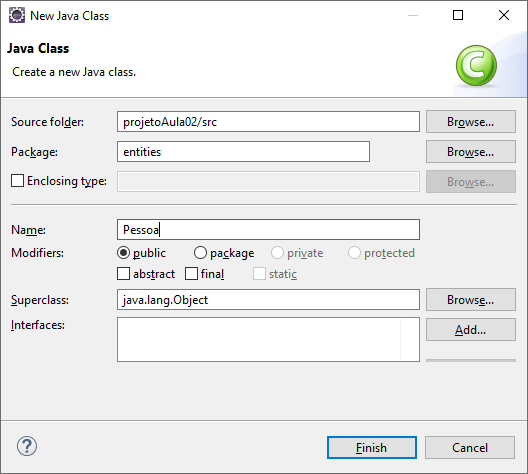 New Java Class
Java Class
Create a new Java class.
C
Source folder: projetoAula02/src Browse...
Package: entities Browse...
Enclosing type: Browse...
Name: Pessoa
Modifiers: public package private protected
abstract final static
Superclass: java.lang.Object Browse...
Interfaces: Add...
? Finish Cancel